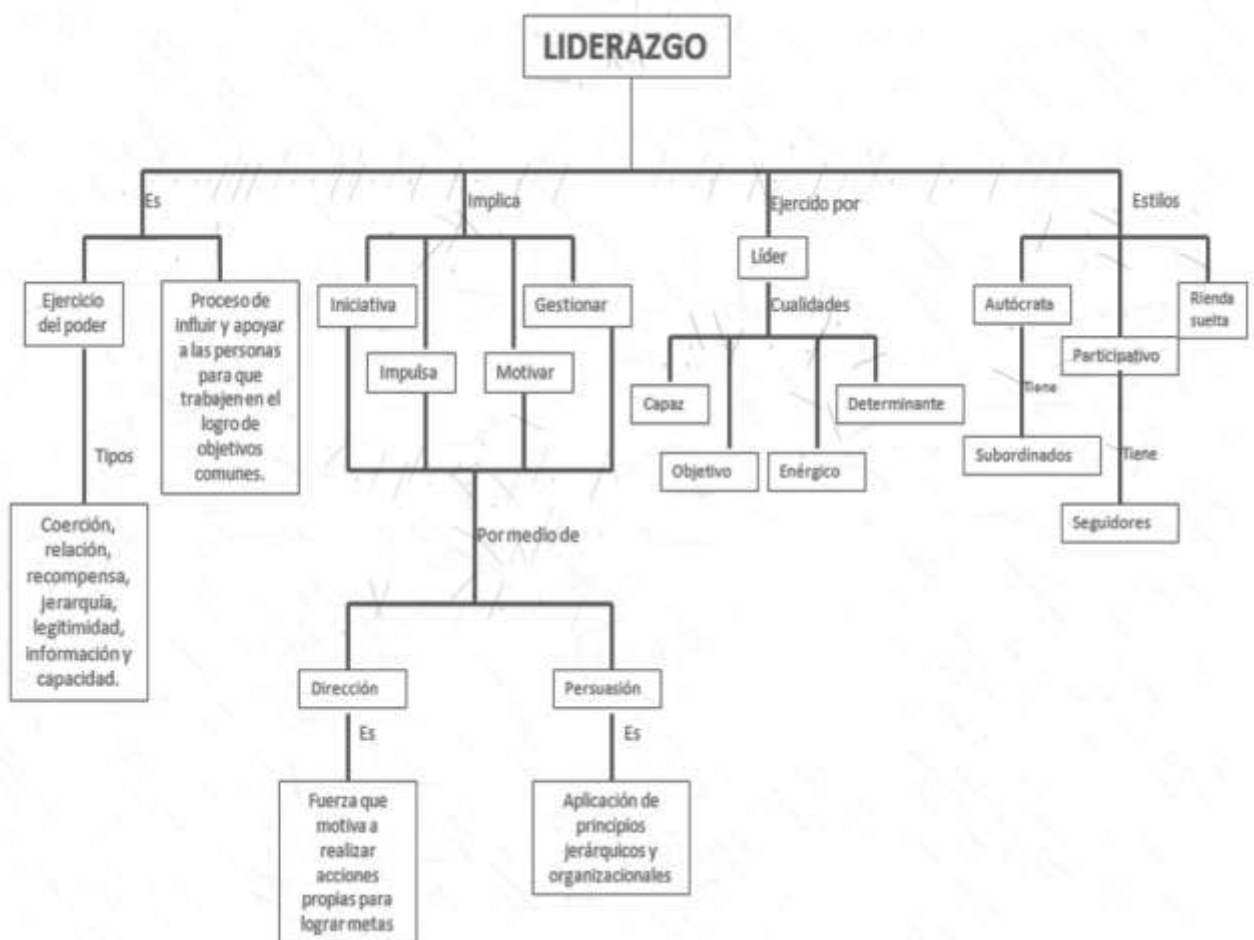 LIDERAZGO
Es
Implica
Ejercido por
Estilos
Ejercicio
del poder
Proceso de
influir y apoyar
a las personas
para que
trabajen en el
logro de
objetivos
comunes.
Tipos
Coerción,
relación,
recompensa,
jerarquía,
legitimidad,
información y
capacidad.
Iniciativa
Impulsa
Motivar
Gestionar
Por medio de
Dirección
Es
Fuerza que
motiva a
realizar
acciones
propias para
lograr metas
Persuasión
Es
Aplicación de
principios
jerárquicos y
organizacionales
Líder
Cualidades
Capaz
Objetivo
Enérgico
Determinante
Autócrata
Tiene
Subordinados
Participativo
Tiene
Seguidores
Rienda
suelta